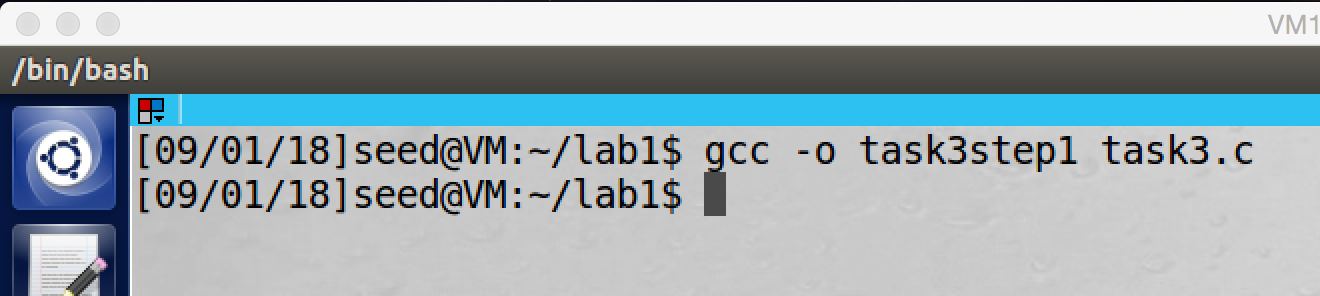 VM1
/bin/bash
[09/01/18]seed@VM:~/lab1$ gcc -o task3step1 task3.c
[09/01/18]seed@VM:~/lab1$